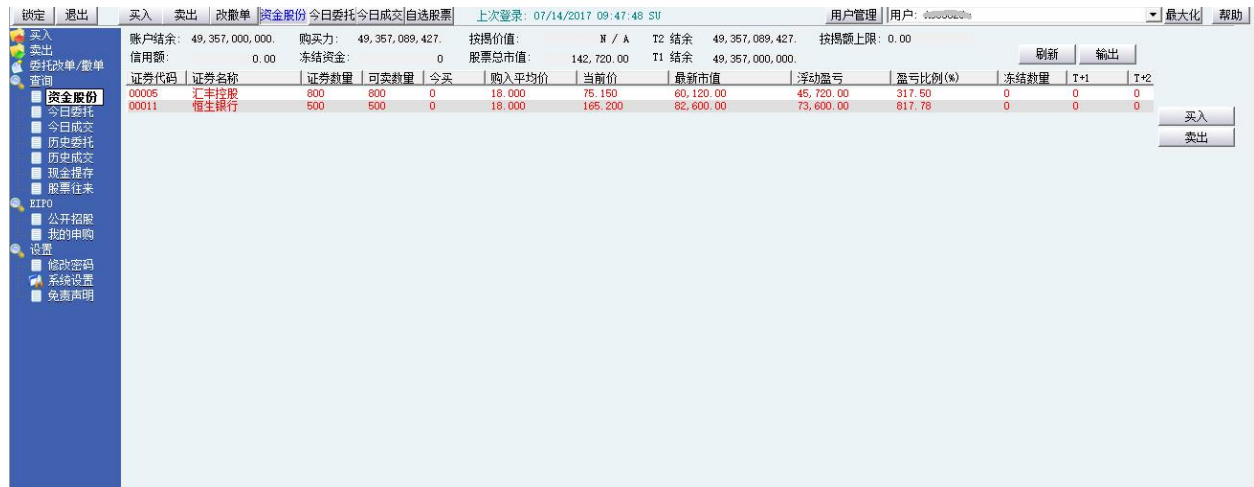 锁定 退出 买入 卖出 改撤单 资金股份 今日委托 今日成交 自选股票 上次登录: 07/14/2017 09:47:48 SU 用户管理 用户: 最大化 帮助
买入
卖出
委托改单/撤单
查询
资金股份
今日委托
今日成交
历史委托
历史成交
现金提存
股票往来
EIPO
公开招股
我的申购
设置
修改密码
系统设置
免责声明
账户结余: 49,357,000,000. 购买力: 49,357,089,427. 按揭价值: N / A T2 结余 49,357,089,427. 按揭额上限: 0.00
信用额: 0.00 冻结资金: 0 股票总市值: 142,720.00 T1 结余 49,357,000,000. 刷新 输出
证券代码 证券名称 证券数量 可卖数量 今买 购入平均价 当前价 最新市值 浮动盈亏 盈亏比例(%) 冻结数量 T+1 T+2
00005 汇丰控股 800 800 0 18.000 75.150 60,120.00 45,720.00 317.50 0 0 0
00011 恒生银行 500 500 0 18.000 165.200 82,600.00 73,600.00 817.78 0 0 0
买入
卖出